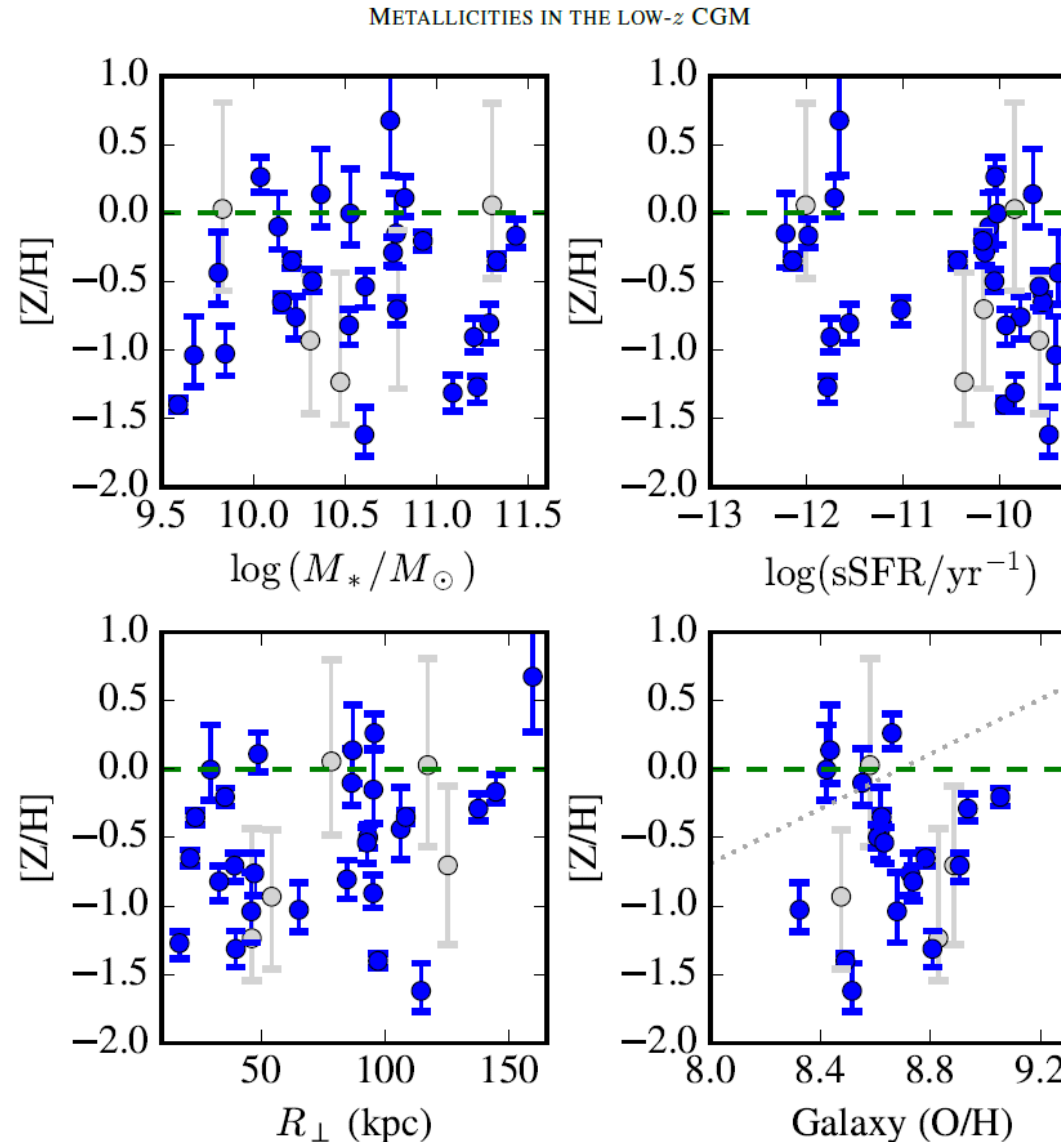 METALLICITIES IN THE LOW-z CGM
1.0
0.5
0.0
−0.5
−1.0
−1.5
−2.0
[Z/H]
9.5 10.0 10.5 11.0 11.5
log (M∗/M⊙)
1.0
0.5
0.0
−0.5
−1.0
−1.5
−2.0
[Z/H]
−13 −12 −11 −10
log(sSFR/yr⁻¹)
1.0
0.5
0.0
−0.5
−1.0
−1.5
−2.0
[Z/H]
50 100 150
R⊥ (kpc)
1.0
0.5
0.0
−0.5
−1.0
−1.5
−2.0
[Z/H]
8.0 8.4 8.8 9.2
Galaxy (O/H)